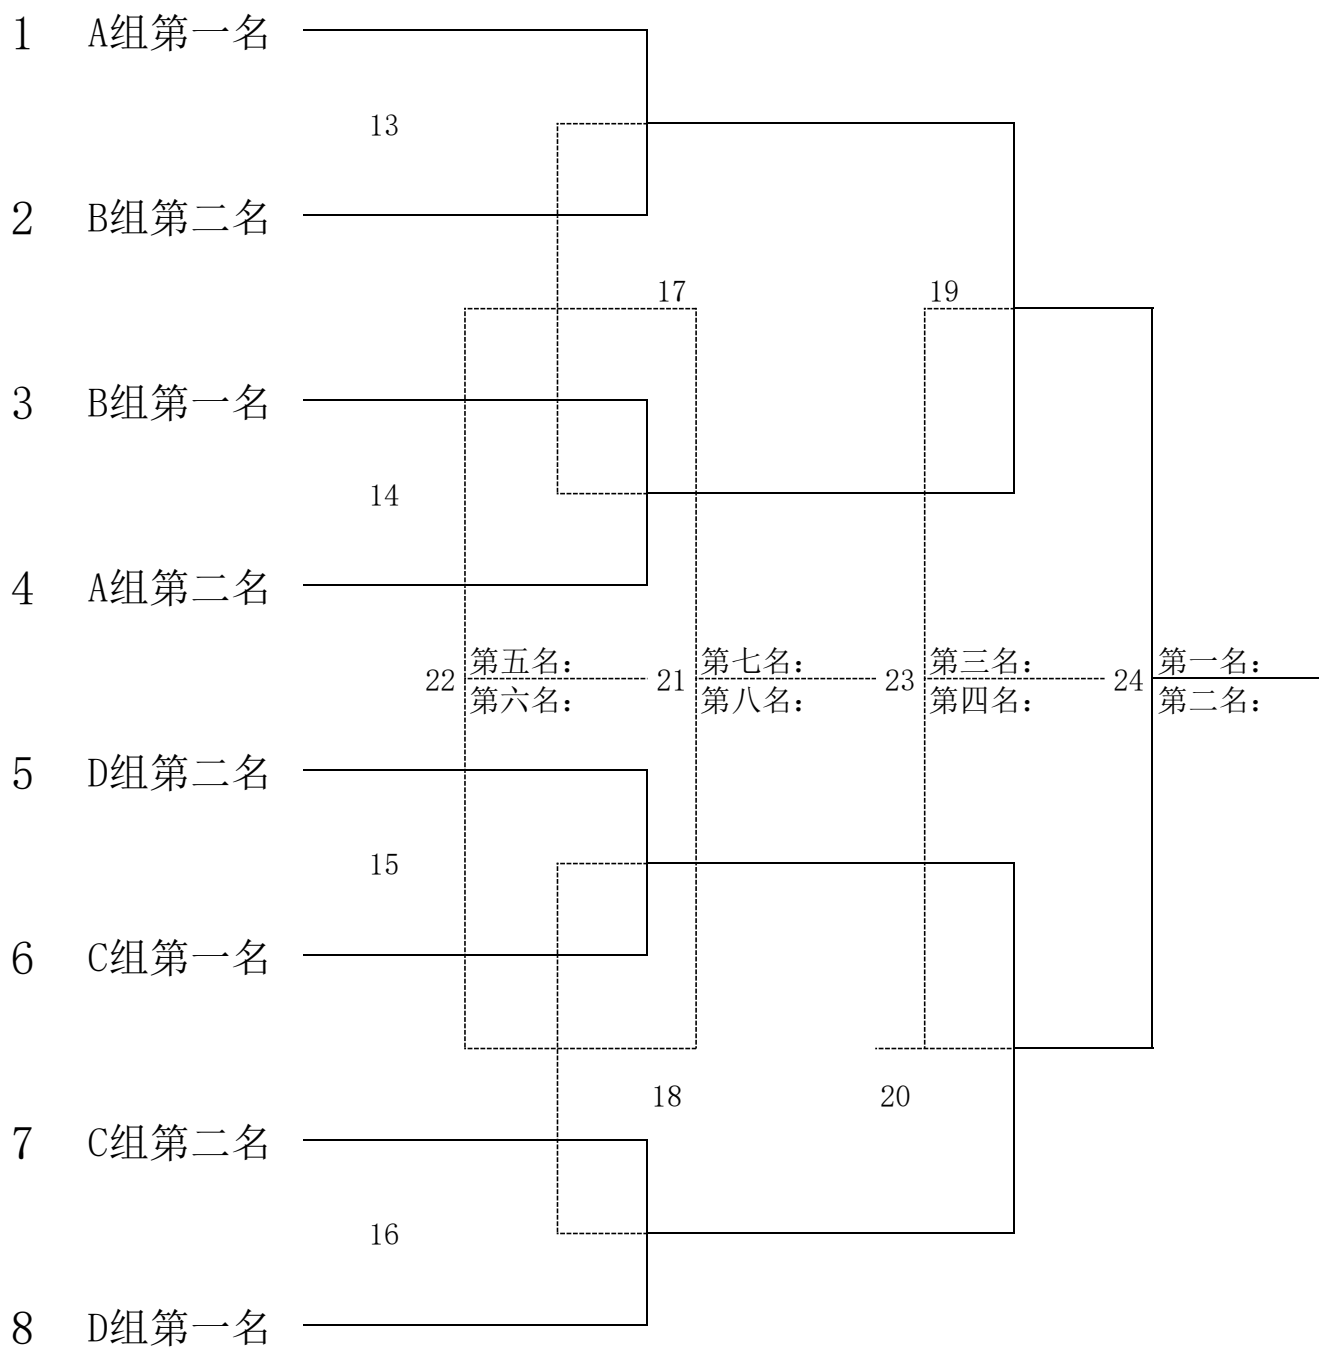 1 A组第一名
13
2 B组第二名
17 19
3 B组第一名
14
4 A组第二名
22 第五名： 21 第七名： 23 第三名： 24 第一名：
第六名： 第八名： 第四名： 第二名：
5 D组第二名
15
6 C组第一名
18 20
7 C组第二名
16
8 D组第一名